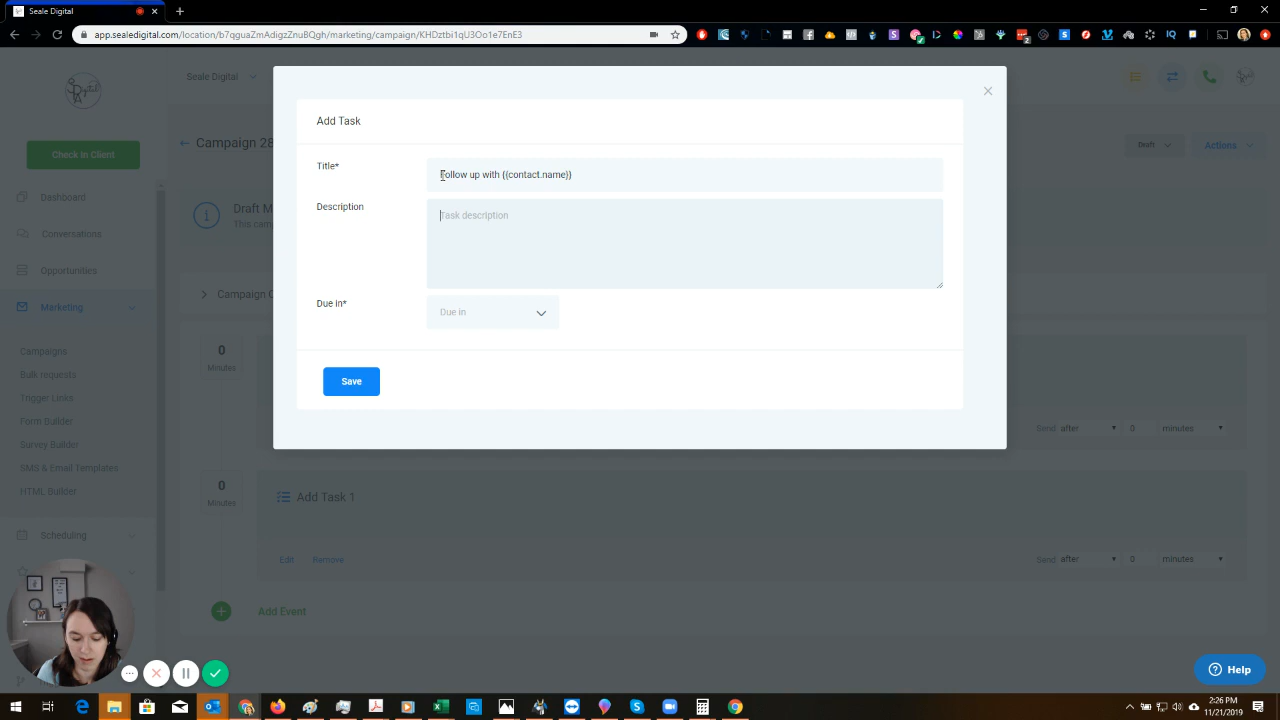 Seale Digital
app.sealedigital.com/location/b7qguaZmAdigzZnuBQgh/marketing/campaign/KHDztbi1qU3Oo1e7EnE3
Seale Digital
Add Task
Check In Client
Campaign 28
Draft
Actions
Title*
Follow up with {{contact.name}}
Dashboard
Description
Task description
Draft M
This cam
Conversations
Opportunities
Campaign C
Marketing
Due in*
Due in
0
Minutes
Campaigns
Bulk requests
Save
Trigger Links
Form Builder
Send after 0 minutes
Survey Builder
SMS & Email Templates
0
Minutes
Add Task 1
HTML Builder
Scheduling
Edit Remove
Send after 0 minutes
Add Event
Help
2:26 PM
11/21/2019